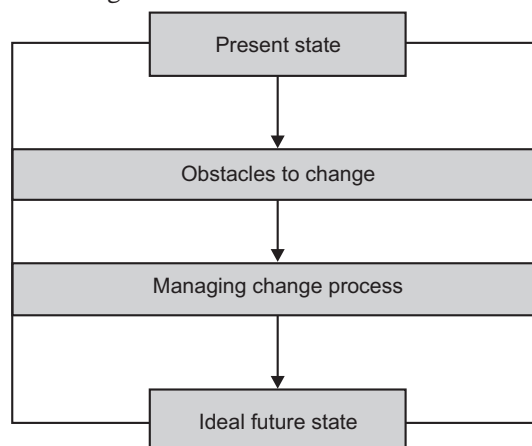 Present state
Obstacles to change
Managing change process
Ideal future state